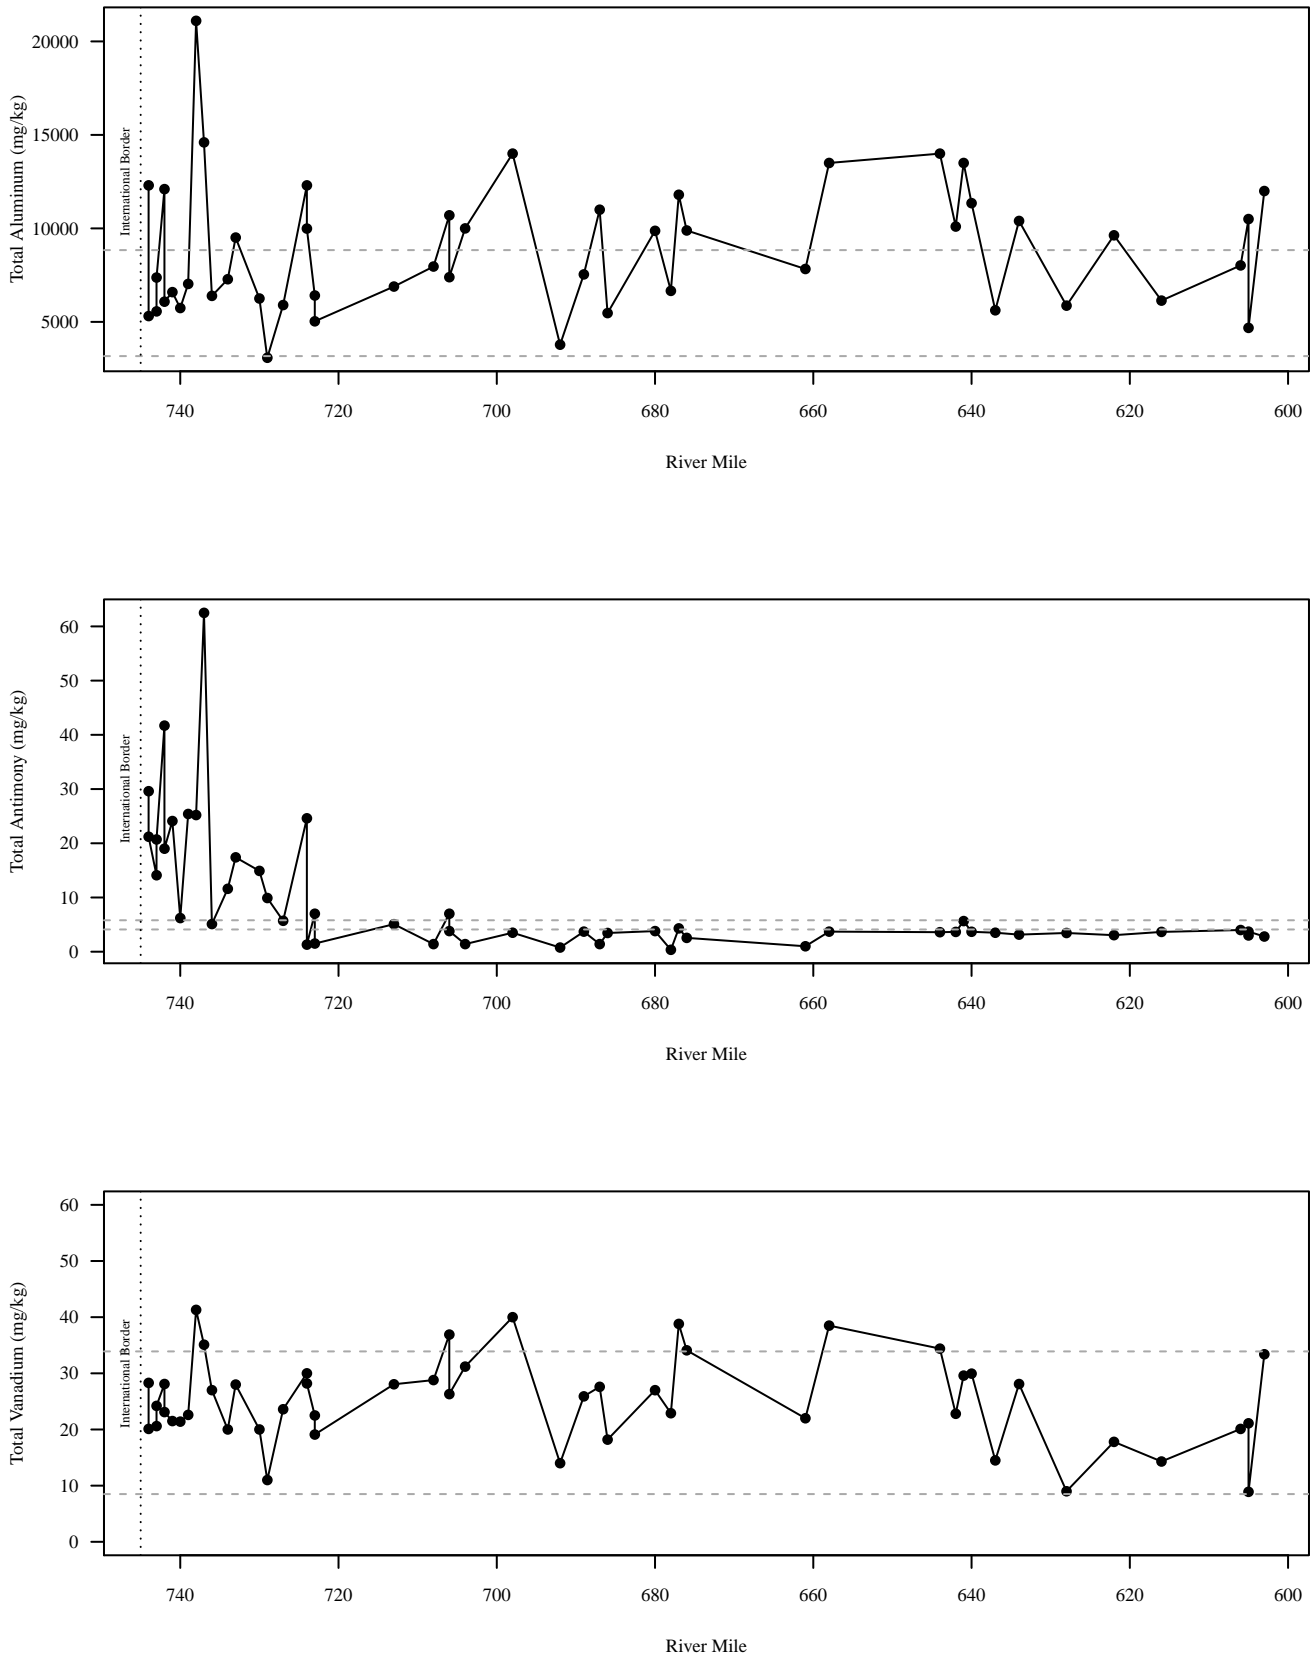 Total Aluminum (mg/kg)
20000
15000
10000
5000
International Border
740 720 700 680 660 640 620 600
River Mile
Total Antimony (mg/kg)
60
50
40
30
20
10
0
International Border
740 720 700 680 660 640 620 600
River Mile
Total Vanadium (mg/kg)
60
50
40
30
20
10
0
International Border
740 720 700 680 660 640 620 600
River Mile